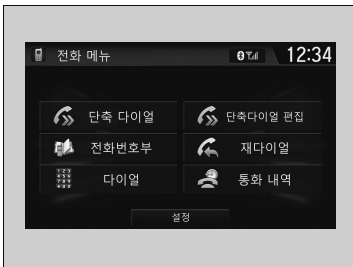 전화 메뉴 12:34
단축 다이얼 단축다이얼 편집
전화번호부 재다이얼
다이얼 통화 내역
설정